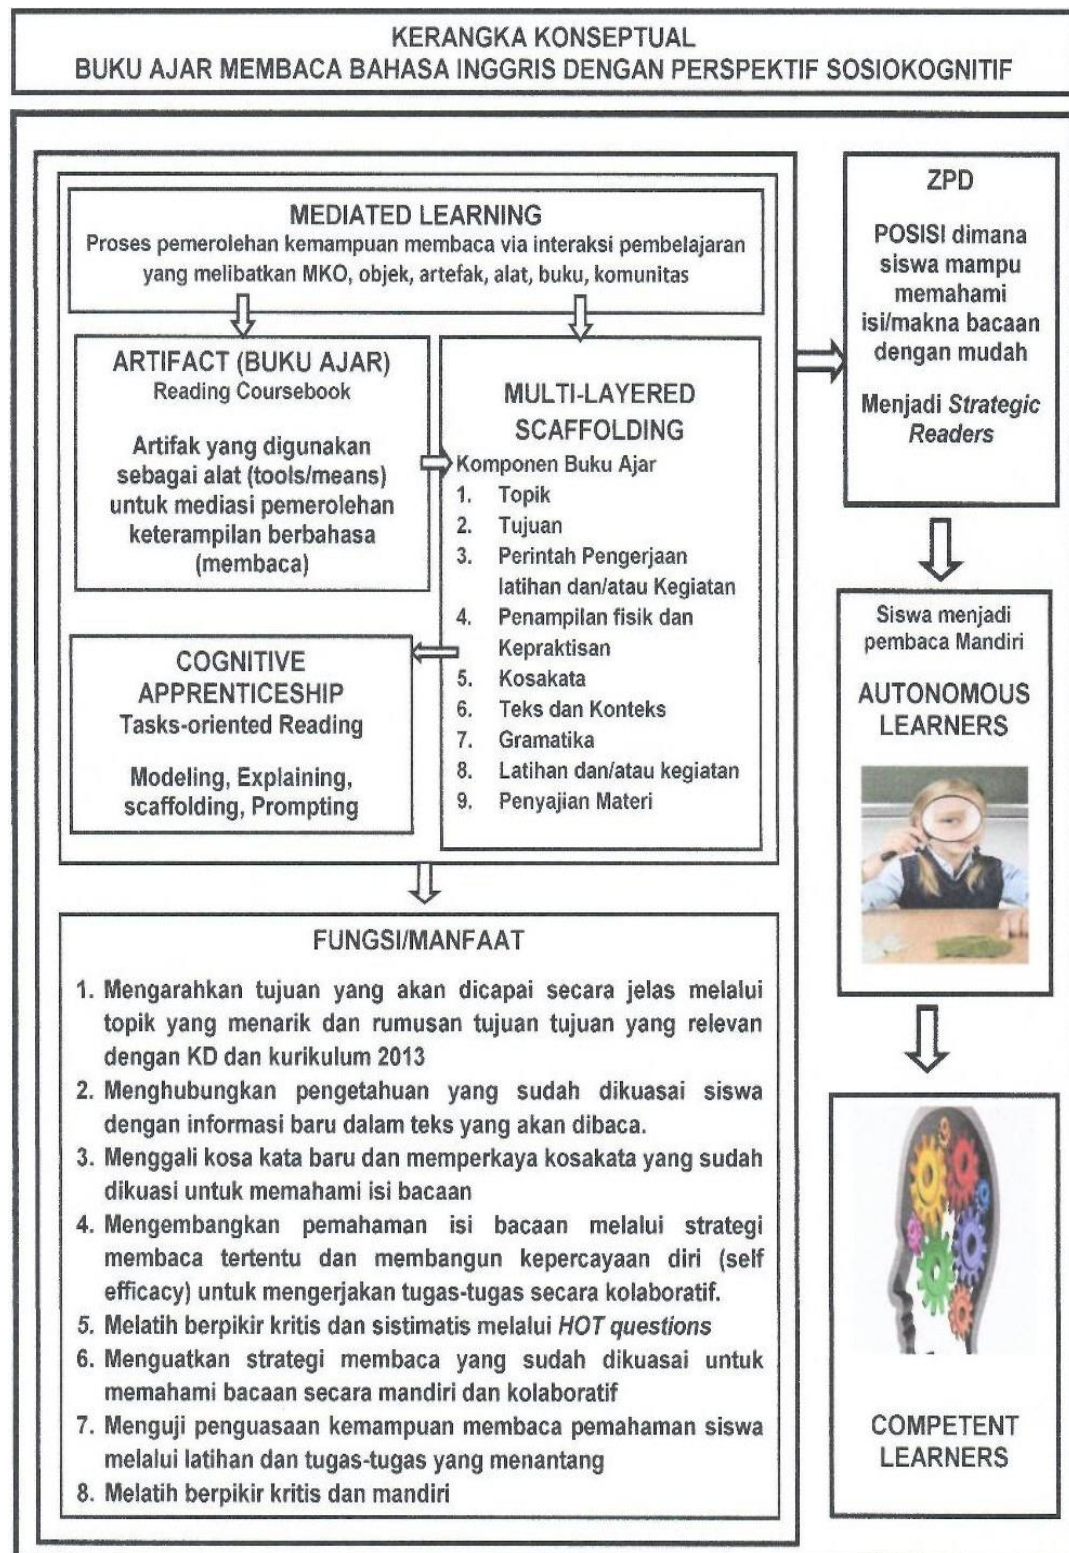 KERANGKA KONSEPTUAL
BUKU AJAR MEMBACA BAHASA INGGRIS DENGAN PERSPEKTIF SOSIOKOGNITIF
MEDIATED LEARNING
Proses pemerolehan kemampuan membaca via interaksi pembelajaran
yang melibatkan MKO, objek, artefak, alat, buku, komunitas
ARTIFACT (BUKU AJAR)
Reading Coursebook
Artifak yang digunakan
sebagai alat (tools/means)
untuk mediasi pemerolehan
keterampilan berbahasa
(membaca)
COGNITIVE
APPRENTICESHIP
Tasks-oriented Reading
Modeling, Explaining,
scaffolding, Prompting
MULTI-LAYERED
SCAFFOLDING
Komponen Buku Ajar
1. Topik
2. Tujuan
3. Perintah Pengerjaan
latihan dan/atau Kegiatan
4. Penampilan fisik dan
Kepraktisan
5. Kosakata
6. Teks dan Konteks
7. Gramatika
8. Latihan dan/atau kegiatan
9. Penyajian Materi
FUNGSI/MANFAAT
1. Mengarahkan tujuan yang akan dicapai secara jelas melalui
topik yang menarik dan rumusan tujuan tujuan yang relevan
dengan KD dan kurikulum 2013
2. Menghubungkan pengetahuan yang sudah dikuasai siswa
dengan informasi baru dalam teks yang akan dibaca.
3. Menggali kosa kata baru dan memperkaya kosakata yang sudah
dikuasi untuk memahami isi bacaan
4. Mengembangkan pemahaman isi bacaan melalui strategi
membaca tertentu dan membangun kepercayaan diri (self
efficacy) untuk mengerjakan tugas-tugas secara kolaboratif.
5. Melatih berpikir kritis dan sistimatis melalui HOT questions
6. Menguatkan strategi membaca yang sudah dikuasai untuk
memahami bacaan secara mandiri dan kolaboratif
7. Menguji penguasaan kemampuan membaca pemahaman siswa
melalui latihan dan tugas-tugas yang menantang
8. Melatih berpikir kritis dan mandiri
ZPD
POSISI dimana
siswa mampu
memahami
isi/makna bacaan
dengan mudah
Menjadi Strategic
Readers
Siswa menjadi
pembaca Mandiri
AUTONOMOUS
LEARNERS
COMPETENT
LEARNERS